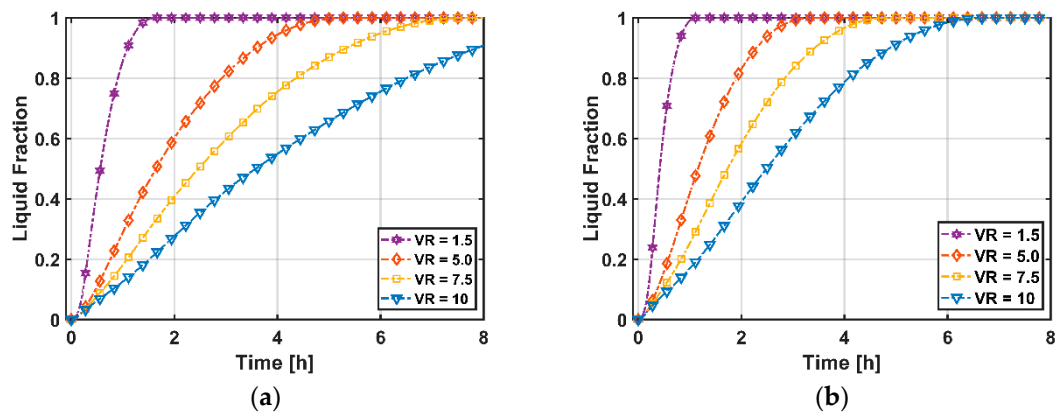 1
0.8
0.6
0.4
0.2
0
Liquid Fraction
0 2 4 6 8
Time [h]
VR = 1.5
VR = 5.0
VR = 7.5
VR = 10
(a)
1
0.8
0.6
0.4
0.2
0
Liquid Fraction
0 2 4 6 8
Time [h]
VR = 1.5
VR = 5.0
VR = 7.5
VR = 10
(b)